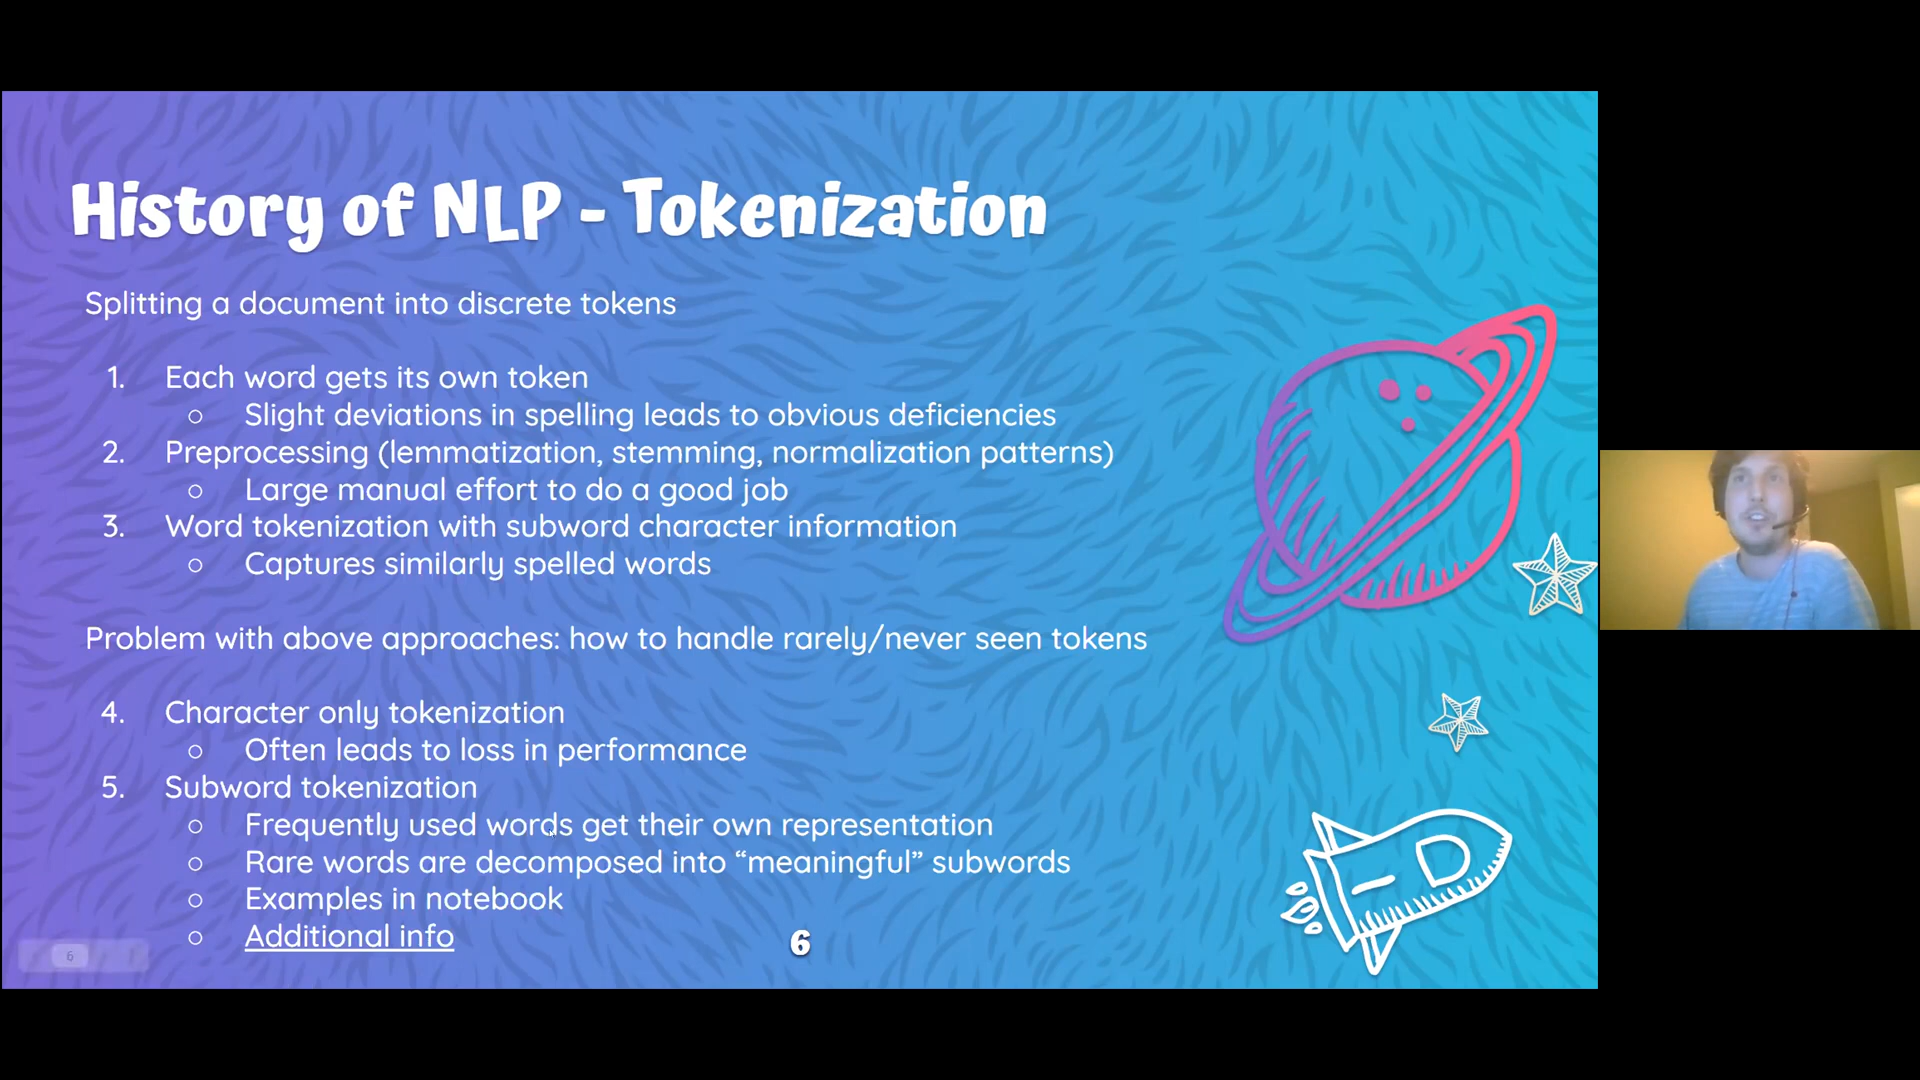 History of NLP - Tokenization
Splitting a document into discrete tokens
1. Each word gets its own token
○ Slight deviations in spelling leads to obvious deficiencies
2. Preprocessing (lemmatization, stemming, normalization patterns)
○ Large manual effort to do a good job
3. Word tokenization with subword character information
○ Captures similarly spelled words
Problem with above approaches: how to handle rarely/never seen tokens
4. Character only tokenization
○ Often leads to loss in performance
5. Subword tokenization
○ Frequently used words get their own representation
○ Rare words are decomposed into “meaningful” subwords
○ Examples in notebook
○ Additional info
6
6